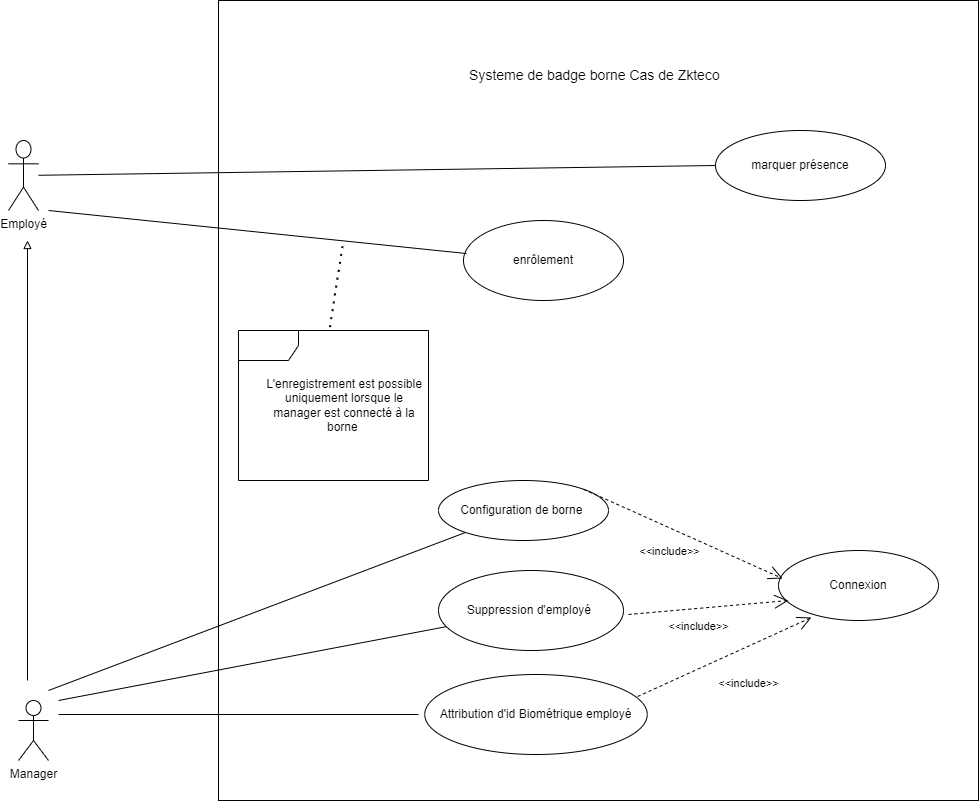 Systeme de badge borne Cas de Zkteco
marquer présence
Employé
enrôlement
L'enregistrement est possible
uniquement lorsque le
manager est connecté à la
borne
Configuration de borne
<<include>>
Connexion
Suppression d'employé
<<include>>
<<include>>
Attribution d'id Biométrique employé
Manager